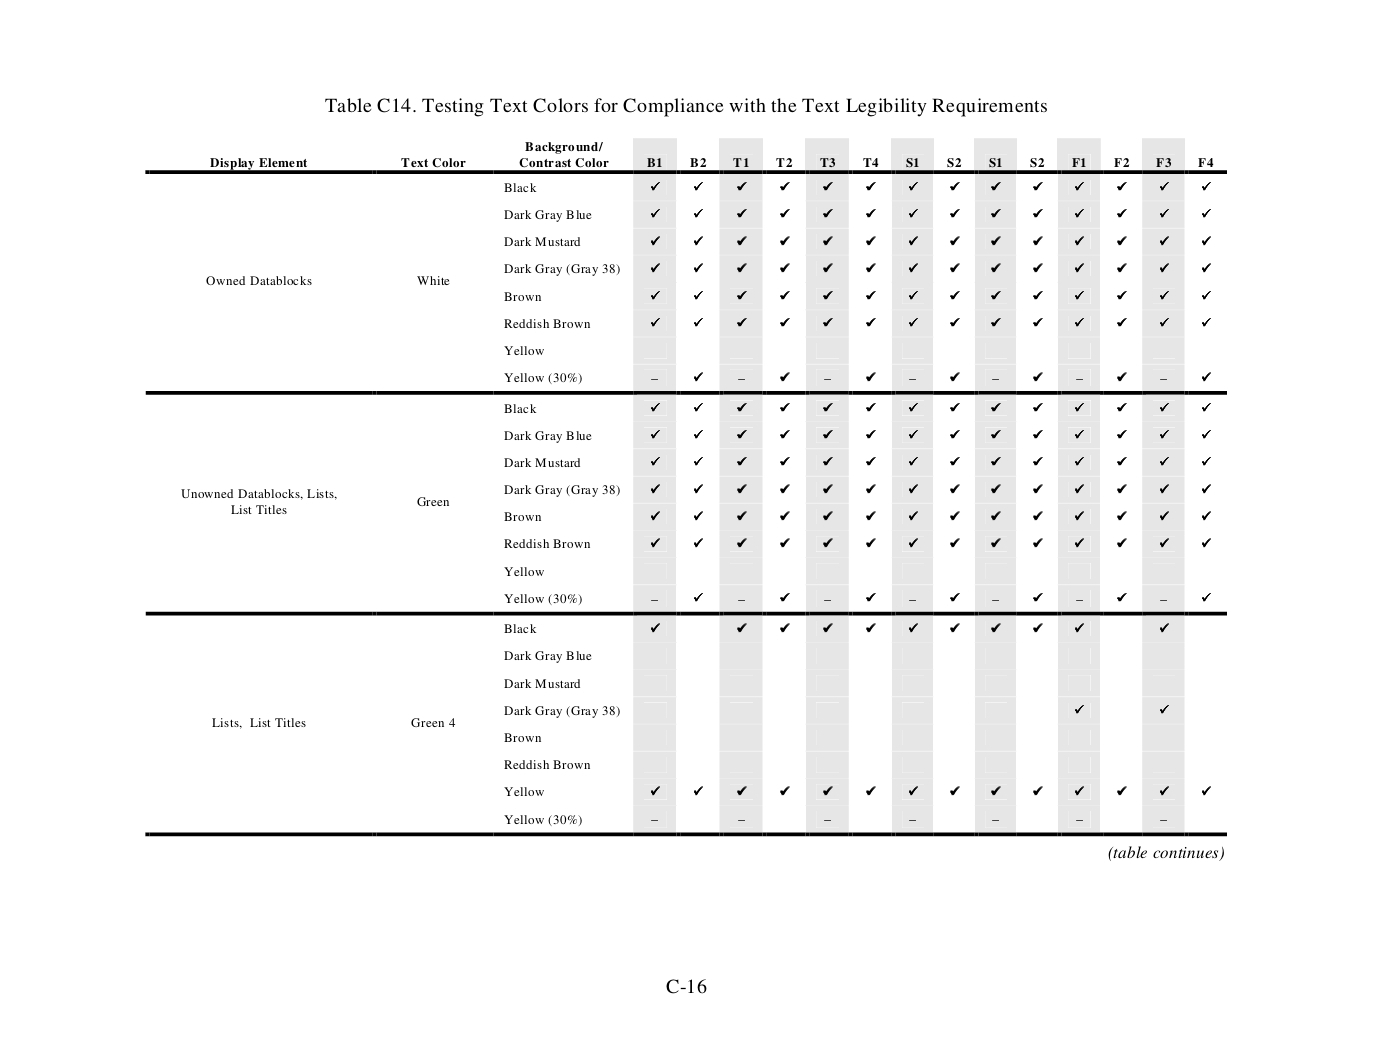 Table C14. Testing Text Colors for Compliance with the Text Legibility Requirements
Display Element Text Color Background/ Contrast Color B1 B2 T1 T2 T3 T4 S1 S2 S1 S2 F1 F2 F3 F4
Black ✔ ✔ ✔ ✔ ✔ ✔ ✔ ✔ ✔ ✔ ✔ ✔ ✔ ✔
Dark Gray Blue ✔ ✔ ✔ ✔ ✔ ✔ ✔ ✔ ✔ ✔ ✔ ✔ ✔ ✔
Dark Mustard ✔ ✔ ✔ ✔ ✔ ✔ ✔ ✔ ✔ ✔ ✔ ✔ ✔ ✔
Dark Gray (Gray 38) ✔ ✔ ✔ ✔ ✔ ✔ ✔ ✔ ✔ ✔ ✔ ✔ ✔ ✔
Owned Datablocks White
Brown ✔ ✔ ✔ ✔ ✔ ✔ ✔ ✔ ✔ ✔ ✔ ✔ ✔ ✔
Reddish Brown ✔ ✔ ✔ ✔ ✔ ✔ ✔ ✔ ✔ ✔ ✔ ✔ ✔ ✔
Yellow
Yellow (30%) – ✔ – ✔ – ✔ – ✔ – ✔ – ✔ – ✔
Black ✔ ✔ ✔ ✔ ✔ ✔ ✔ ✔ ✔ ✔ ✔ ✔ ✔ ✔
Dark Gray Blue ✔ ✔ ✔ ✔ ✔ ✔ ✔ ✔ ✔ ✔ ✔ ✔ ✔ ✔
Dark Mustard ✔ ✔ ✔ ✔ ✔ ✔ ✔ ✔ ✔ ✔ ✔ ✔ ✔ ✔
Dark Gray (Gray 38) ✔ ✔ ✔ ✔ ✔ ✔ ✔ ✔ ✔ ✔ ✔ ✔ ✔ ✔
Unowned Datablocks, Lists,
List Titles
Green
Brown ✔ ✔ ✔ ✔ ✔ ✔ ✔ ✔ ✔ ✔ ✔ ✔ ✔ ✔
Reddish Brown ✔ ✔ ✔ ✔ ✔ ✔ ✔ ✔ ✔ ✔ ✔ ✔ ✔ ✔
Yellow
Yellow (30%) – ✔ – ✔ – ✔ – ✔ – ✔ – ✔ – ✔
Black ✔ ✔ ✔ ✔ ✔ ✔ ✔ ✔ ✔ ✔ ✔
Dark Gray Blue
Dark Mustard
Dark Gray (Gray 38) ✔ ✔
Lists, List Titles Green 4
Brown
Reddish Brown
Yellow ✔ ✔ ✔ ✔ ✔ ✔ ✔ ✔ ✔ ✔ ✔ ✔ ✔ ✔
Yellow (30%) – – – – – – –
(table continues)
C-16